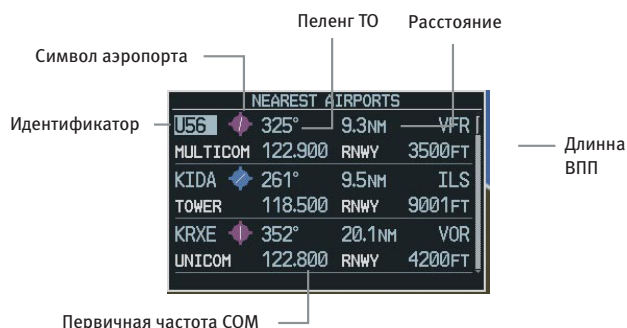 Пеленг ТО
Расстояние
Символ аэропорта
Идентификатор
NEAREST AIRPORTS
U56 325° 9.3NM VFR
MULTICOM 122.900 RNWY 3500FT
KIDA 261° 9.5NM ILS
TOWER 118.500 RNWY 9001FT
KRXE 352° 20.1NM VOR
UNICOM 122.800 RNWY 4200FT
Длинна
ВПП
Первичная частота COM